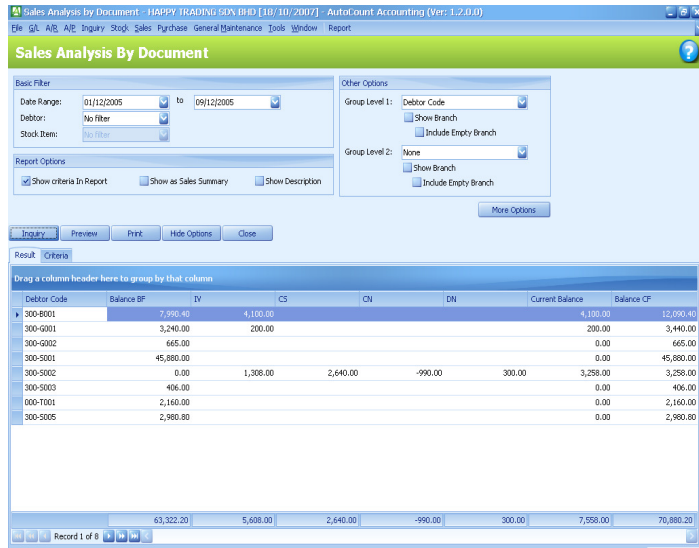 Sales Analysis by Document - HAPPY TRADING SDN BHD [18/10/2007] - AutoCount Accounting (Ver: 1.2.0.0)
File G/L A/R A/P Inquiry Stock Sales Purchase General Maintenance Tools Window Report
Sales Analysis By Document
?
Basic Filter
Date Range: 01/12/2005 to 09/12/2005
Debtor: No filter
Stock Item: No filter
Other Options
Group Level 1: Debtor Code
Show Branch
Include Empty Branch
Group Level 2: None
Show Branch
Include Empty Branch
Report Options
Show criteria In Report Show as Sales Summary Show Description
More Options
Inquiry Preview Print Hide Options Close
Result Criteria
Drag a column header here to group by that column
Debtor Code Balance BF IV CS CN DN Current Balance Balance CF
300-B001 7,990.40 4,100.00 4,100.00 12,090.40
300-G001 3,240.00 200.00 200.00 3,440.00
300-G002 665.00 0.00 665.00
300-S001 45,880.00 0.00 45,880.00
300-S002 0.00 1,308.00 2,640.00 -990.00 300.00 3,258.00 3,258.00
300-S003 406.00 0.00 406.00
000-T001 2,160.00 0.00 2,160.00
300-S005 2,980.80 0.00 2,980.80
63,322.20 5,608.00 2,640.00 -990.00 300.00 7,558.00 70,880.20
Record 1 of 8